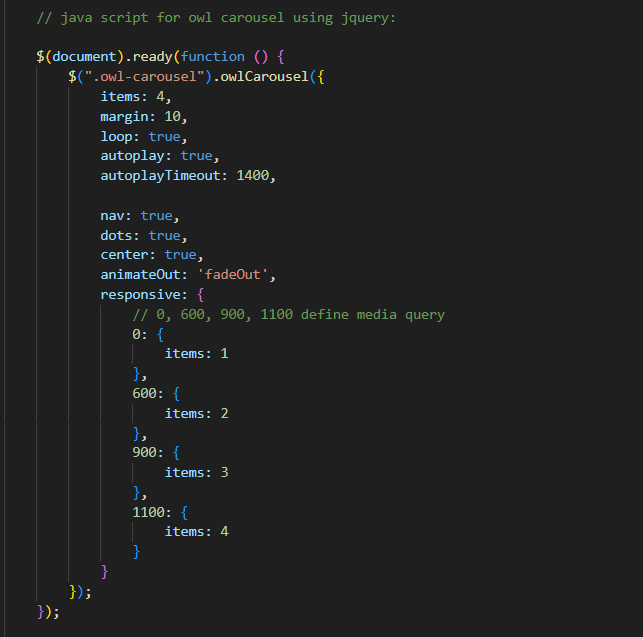 // java script for owl carousel using jquery:
$(document).ready(function () {
$(".owl-carousel").owlCarousel({
items: 4,
margin: 10,
loop: true,
autoplay: true,
autoplayTimeout: 1400,
nav: true,
dots: true,
center: true,
animateOut: 'fadeOut',
responsive: {
// 0, 600, 900, 1100 define media query
0: {
items: 1
},
600: {
items: 2
},
900: {
items: 3
},
1100: {
items: 4
}
}
});
});